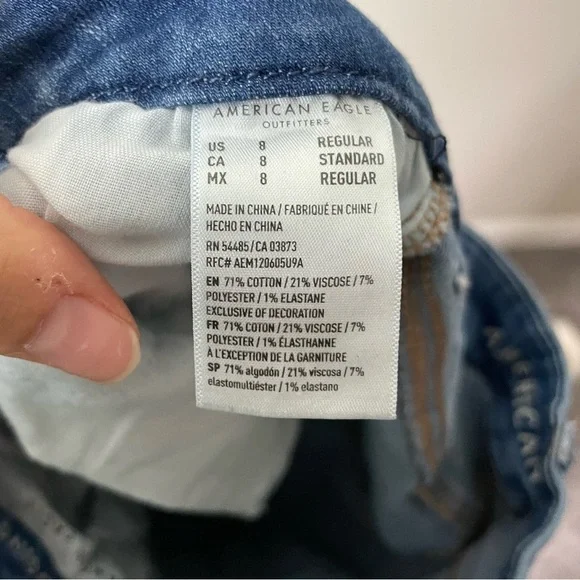 AMERICAN EAGLE
OUTFITTERS
US 8 REGULAR
CA 8 STANDARD
MX 8 REGULAR
MADE IN CHINA / FABRIQUÉ EN CHINE /
HECHO EN CHINA
RN 54485/CA 03873
RFC# AEM120605U9A
EN 71% COTTON / 21% VISCOSE / 7%
POLYESTER / 1% ELASTANE
EXCLUSIVE OF DECORATION
FR 71% COTON / 21% VISCOSE / 7%
POLYESTER / 1% ÉLASTHANNE
À L'EXCEPTION DE LA GARNITURE
SP 71% algodón / 21% viscosa / 7%
elastomultiéster / 1% elastano
AMERICAN